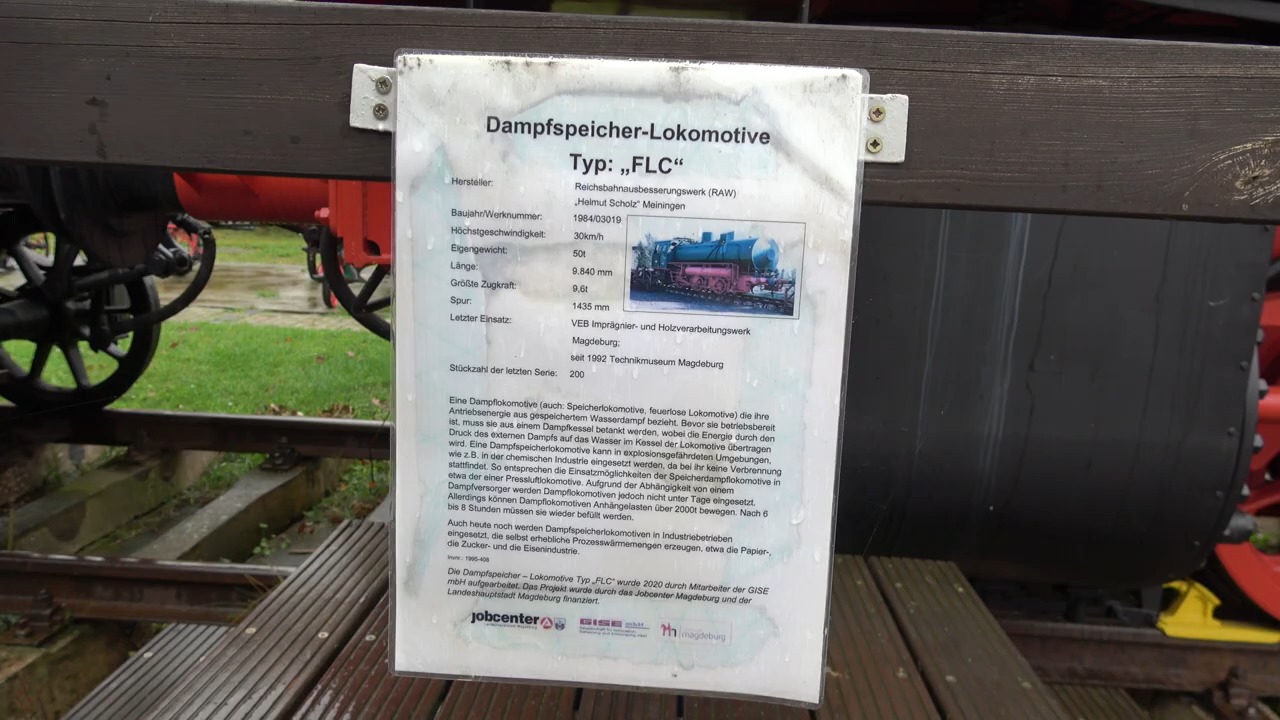 Dampfspeicher-Lokomotive
Typ: „FLC“
Hersteller: Reichsbahnausbesserungswerk (RAW)
„Helmut Scholz“ Meiningen
Baujahr/Werknummer: 1984/03019
Höchstgeschwindigkeit: 30km/h
Eigengewicht: 50t
Länge: 9.840 mm
Größte Zugkraft: 9,6t
Spur: 1435 mm
Letzter Einsatz: VEB Imprägnier- und Holzverarbeitungswerk
Magdeburg;
seit 1992 Technikmuseum Magdeburg
Stückzahl der letzten Serie: 200
Eine Dampflokomotive (auch: Speicherlokomotive, feuerlose Lokomotive) die ihre
Antriebsenergie aus gespeichertem Wasserdampf bezieht. Bevor sie betriebsbereit
ist, muss sie aus einem Dampfkessel betankt werden, wobei die Energie durch den
Druck des externen Dampfs auf das Wasser im Kessel der Lokomotive übertragen
wird. Eine Dampfspeicherlokomotive kann in explosionsgefährdeten Umgebungen,
wie z.B. in der chemischen Industrie eingesetzt werden, da bei ihr keine Verbrennung
stattfindet. So entsprechen die Einsatzmöglichkeiten der Speicherdampflokomotive in
etwa der einer Pressluftlokomotive. Aufgrund der Abhängigkeit von einem
Dampfversorger werden Dampflokomotiven jedoch nicht unter Tage eingesetzt.
Allerdings können Dampflokomotiven Anhängelasten über 2000t bewegen. Nach 6
bis 8 Stunden müssen sie wieder befüllt werden.
Auch heute noch werden Dampfspeicherlokomotiven in Industriebetrieben
eingesetzt, die selbst erhebliche Prozesswärmemengen erzeugen, etwa die Papier-,
die Zucker- und die Eisenindustrie.
Invnr.: 1995-408
Die Dampfspeicher – Lokomotive Typ „FLC“ wurde 2020 durch Mitarbeiter der GISE
mbH aufgearbeitet. Das Projekt wurde durch das Jobcenter Magdeburg und der
Landeshauptstadt Magdeburg finanziert.
jobcenter GISE mbH magdeburg